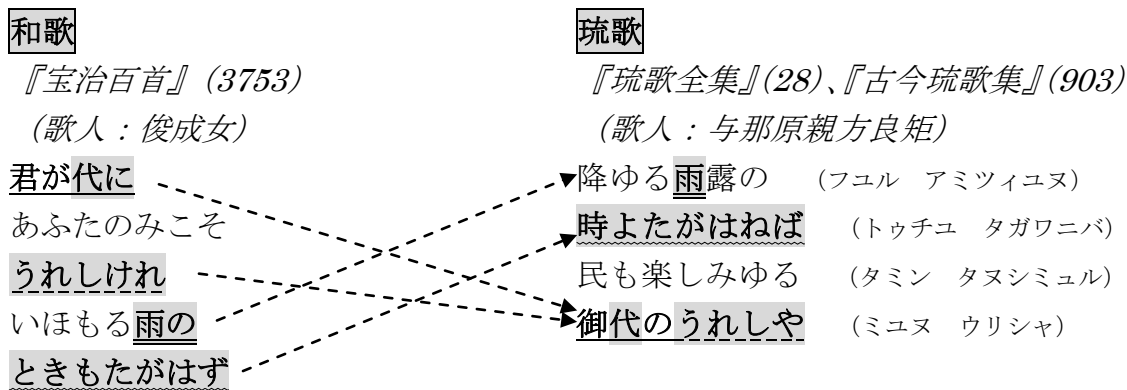 和歌
『宝治百首』(3753)
(歌人:俊成女)
君が代に
あふたのみこそ
うれしけれ
いほもる雨の
ときもたがはず
琉歌
『琉歌全集』(28)、『古今琉歌集』(903)
(歌人:与那原親方良矩)
降ゆる雨露の (フユル アミツィユヌ)
時よたがはねば (トゥチユ タガワニバ)
民も楽しみゆる (タミン タヌシミュル)
御代のうれしや (ミユヌ ウリシャ)